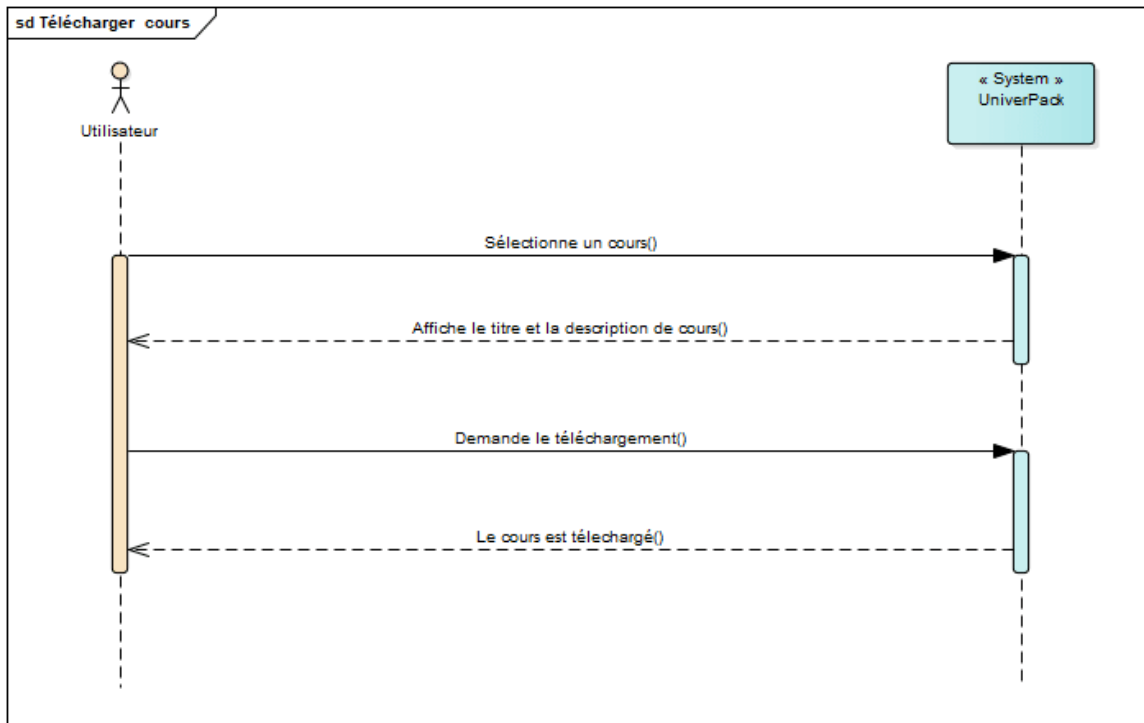 sd Télécharger cours
Utilisateur
« System »
UniverPack
Sélectionne un cours()
Affiche le titre et la description de cours()
Demande le téléchargement()
Le cours est télechargé()